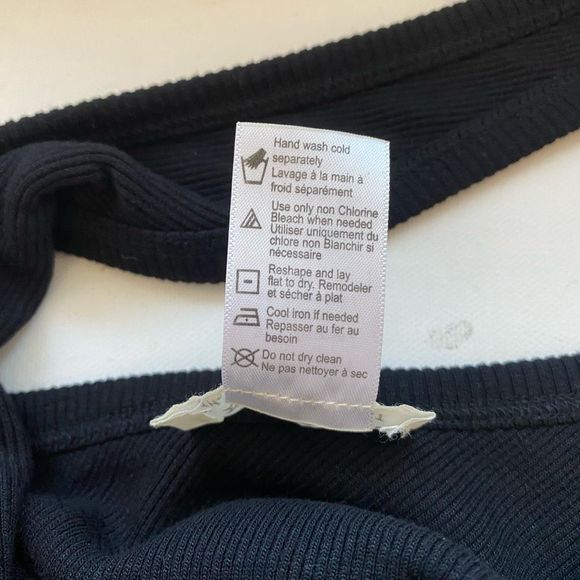 Hand wash cold
separately
Lavage à la main à
froid séparément
Use only non Chlorine
Bleach when needed
Utiliser uniquement du
chlore non Blanchir si
nécessaire
Reshape and lay
flat to dry. Remodeler
et sécher à plat
Cool iron if needed
Repasser au fer au
besoin
Do not dry clean
Ne pas nettoyer à sec